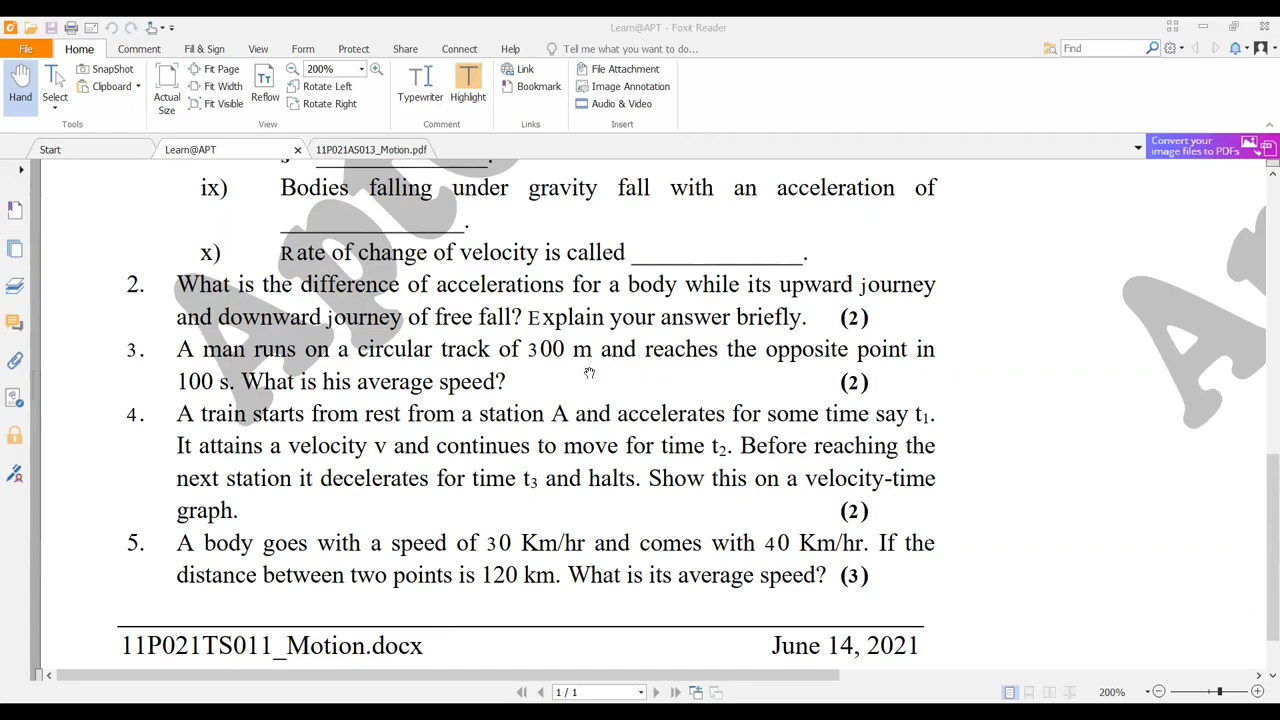 Learn@APT - Foxit Reader
File Home Comment Fill & Sign View Form Protect Share Connect Help Tell me what you want to do... Find
Hand
Select
SnapShot
Clipboard
Tools
Actual Size
Fit Page
Fit Width
Fit Visible
Reflow
200%
Rotate Left
Rotate Right
View
Typewriter
Highlight
Comment
Link
Bookmark
Links
File Attachment
Image Annotation
Audio & Video
Insert
Start Learn@APT 11P021AS013_Motion.pdf
Convert your
image files to PDFs
ix) Bodies falling under gravity fall with an acceleration of
______________.
x) Rate of change of velocity is called ______________.
2. What is the difference of accelerations for a body while its upward journey
and downward journey of free fall? Explain your answer briefly. (2)
3. A man runs on a circular track of 300 m and reaches the opposite point in
100 s. What is his average speed? (2)
4. A train starts from rest from a station A and accelerates for some time say t₁.
It attains a velocity v and continues to move for time t₂. Before reaching the
next station it decelerates for time t₃ and halts. Show this on a velocity-time
graph. (2)
5. A body goes with a speed of 30 Km/hr and comes with 40 Km/hr. If the
distance between two points is 120 km. What is its average speed? (3)
11P021TS011_Motion.docx June 14, 2021
1 / 1 200%